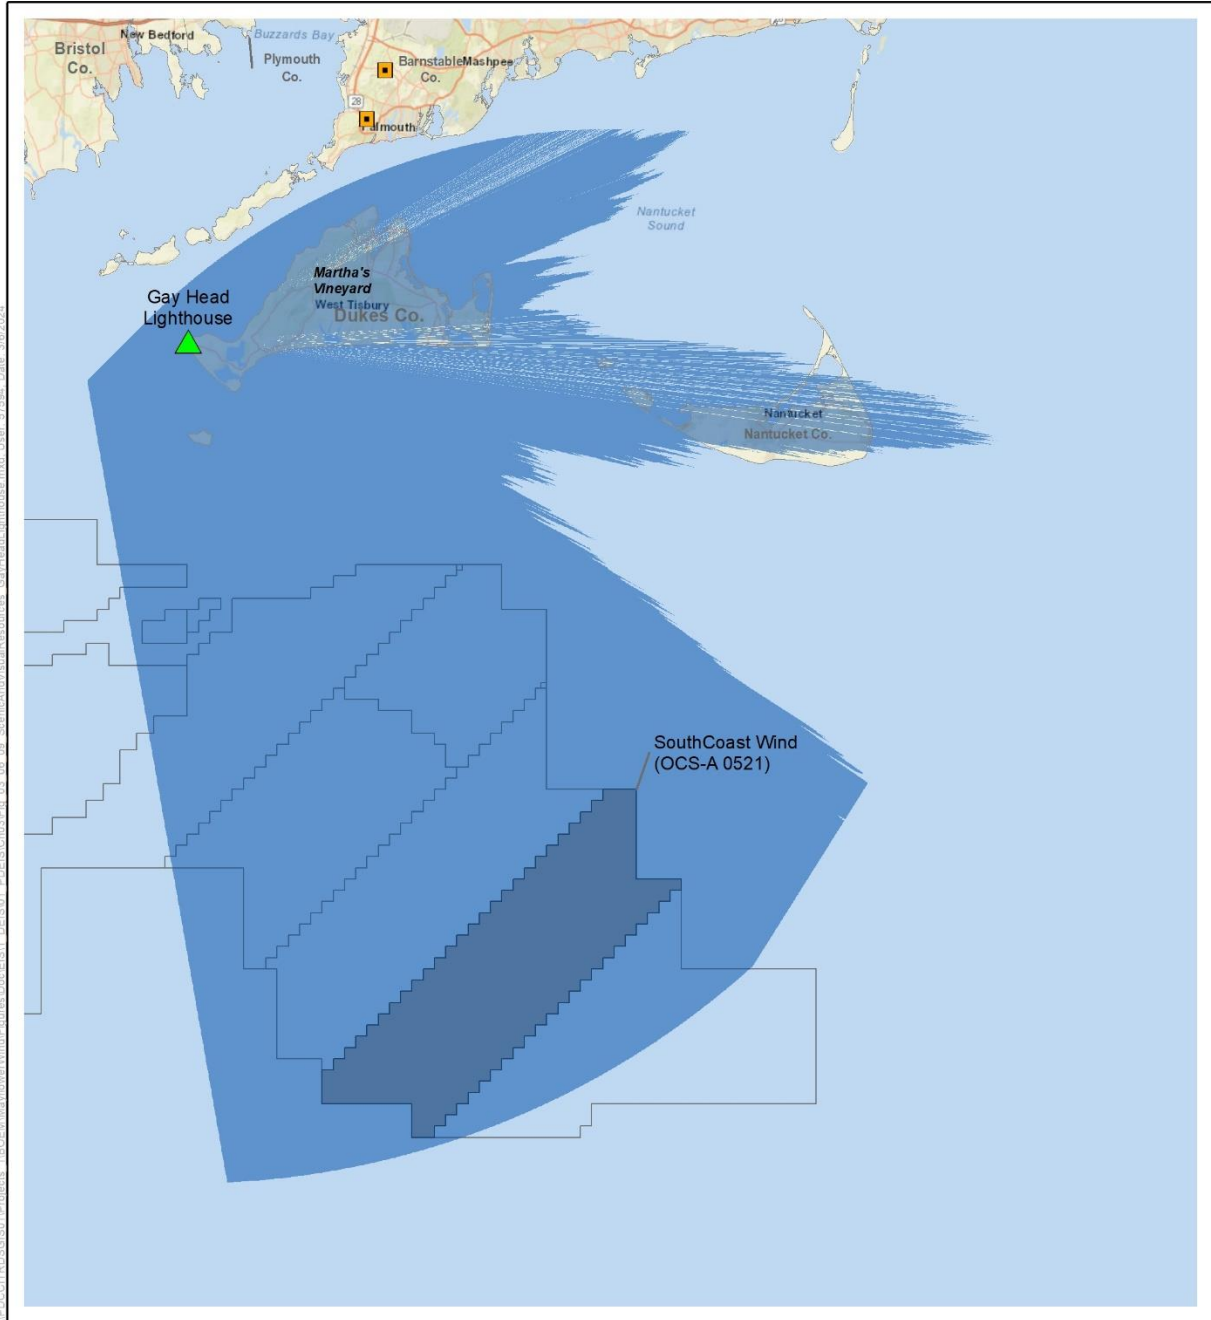 New Bedford
Buzzards Bay
Bristol
Co.
Plymouth
Co.
Barnstable
Co.
Mashpee
28
Falmouth
Nantucket
Sound
Martha's
Vineyard
West Tisbury
Dukes Co.
Gay Head
Lighthouse
Nantucket
Nantucket Co.
SouthCoast Wind
(OCS-A 0521)